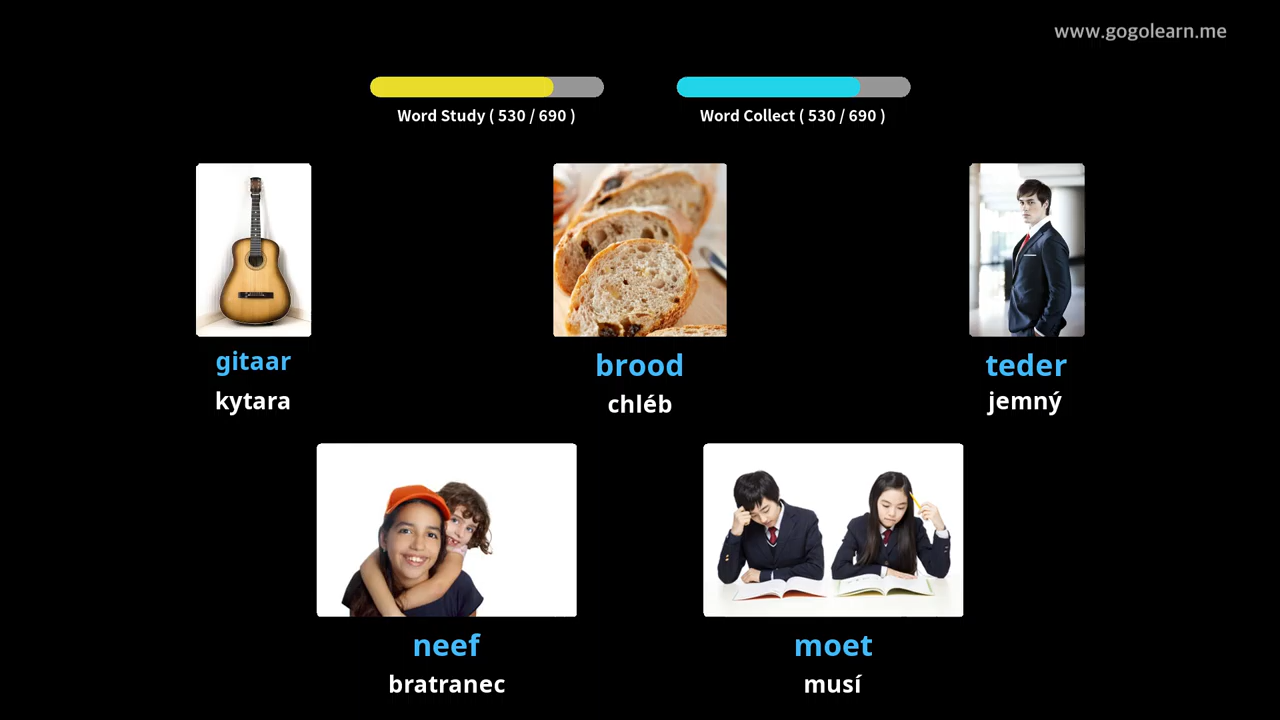 www.gogolearn.me
Word Study ( 530 / 690 )
Word Collect ( 530 / 690 )
gitaar
kytara
brood
chléb
teder
jemný
neef
bratranec
moet
musí